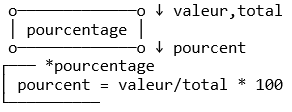 ↓ valeur,total
pourcentage
↓ pourcent
*pourcentage
pourcent = valeur/total * 100